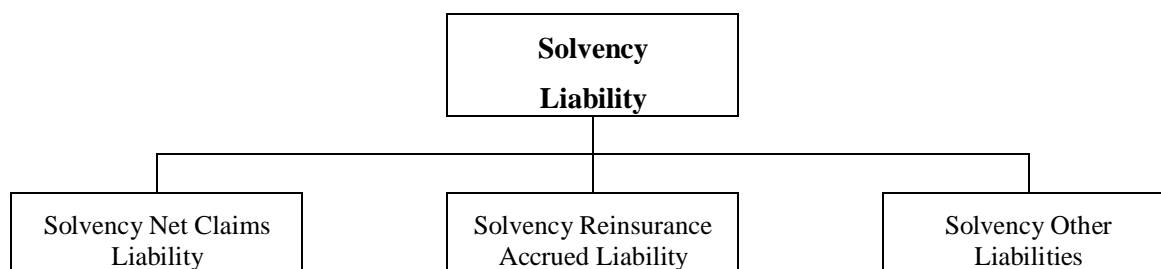 Solvency
Liability
Solvency Net Claims
Liability
Solvency Reinsurance
Accrued Liability
Solvency Other
Liabilities